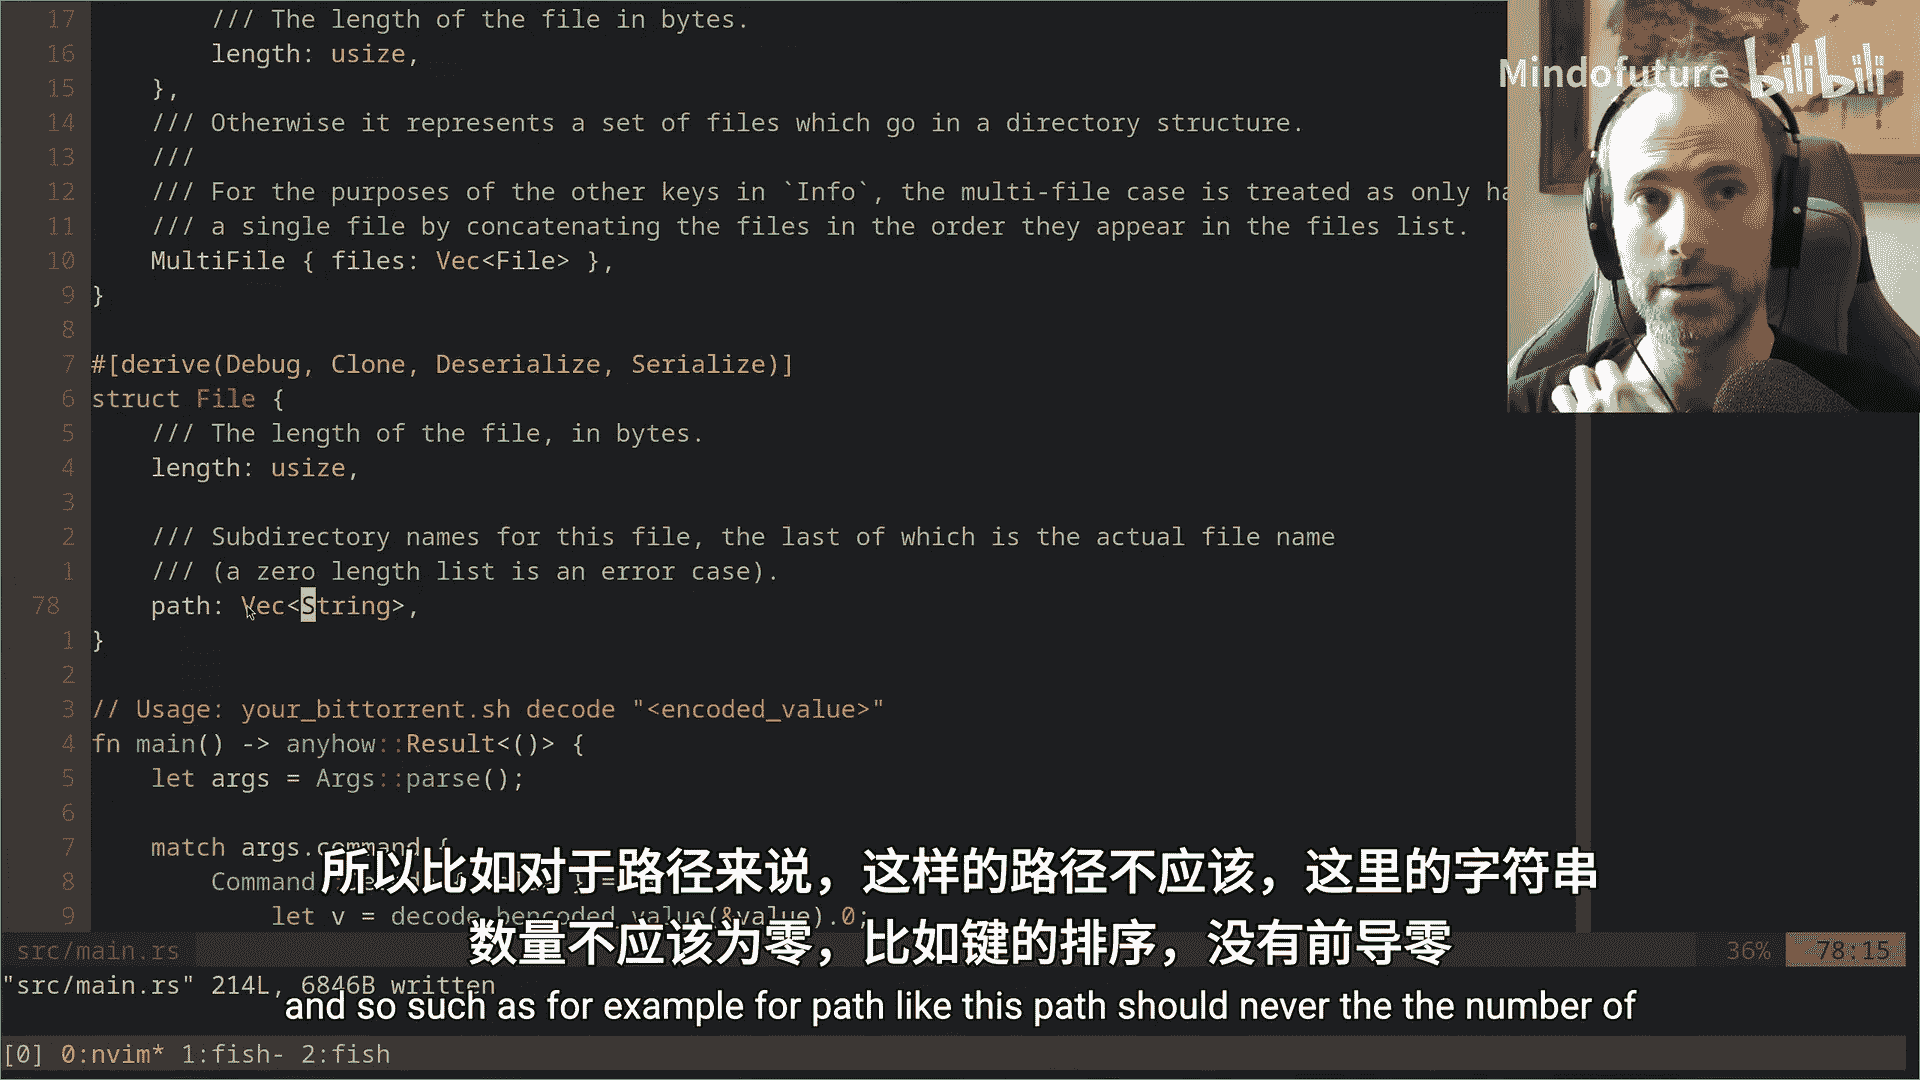 17 /// The length of the file in bytes.
16 length: usize,
15 },
14 /// Otherwise it represents a set of files which go in a directory structure.
13 ///
12 /// For the purposes of the other keys in `Info`, the multi-file case is treated as only ha
11 /// a single file by concatenating the files in the order they appear in the files list.
10 MultiFile { files: Vec<File> },
9 }
8
7 #[derive(Debug, Clone, Deserialize, Serialize)]
6 struct File {
5 /// The length of the file, in bytes.
4 length: usize,
3
2 /// Subdirectory names for this file, the last of which is the actual file name
1 /// (a zero length list is an error case).
78 path: Vec<String>,
1 }
2
3 // Usage: your_bittorrent.sh decode "<encoded_value>"
4 fn main() -> anyhow::Result<()> {
5 let args = Args::parse();
6
7 match args.command {
8 Command
9 let v = decode_bencoded_value(&value).0;
src/main.rs 36% 78:15
"src/main.rs" 214L, 6846B written
[0] 0:nvim* 1:fish- 2:fish
Mindofuture bilibili
所以比如对于路径来说，这样的路径不应该，这里的字符串
数量不应该为零，比如键的排序，没有前导零
and so such as for example for path like this path should never the the number of